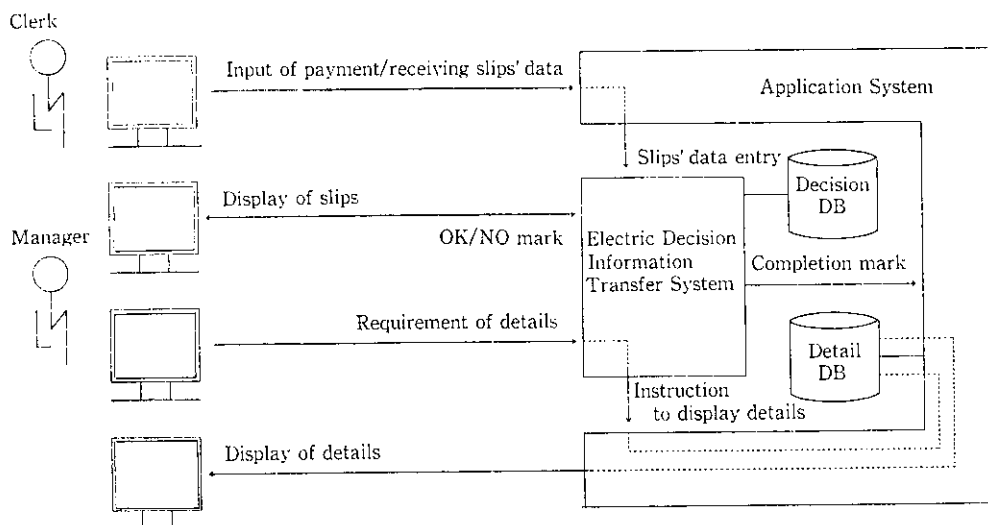 Clerk
Input of payment/receiving slips' data
Application System
Slips' data entry
Decision
DB
Display of slips
OK/NO mark
Manager
Electric Decision
Information
Transfer System
Completion mark
Requirement of details
Detail
DB
Instruction
to display details
Display of details